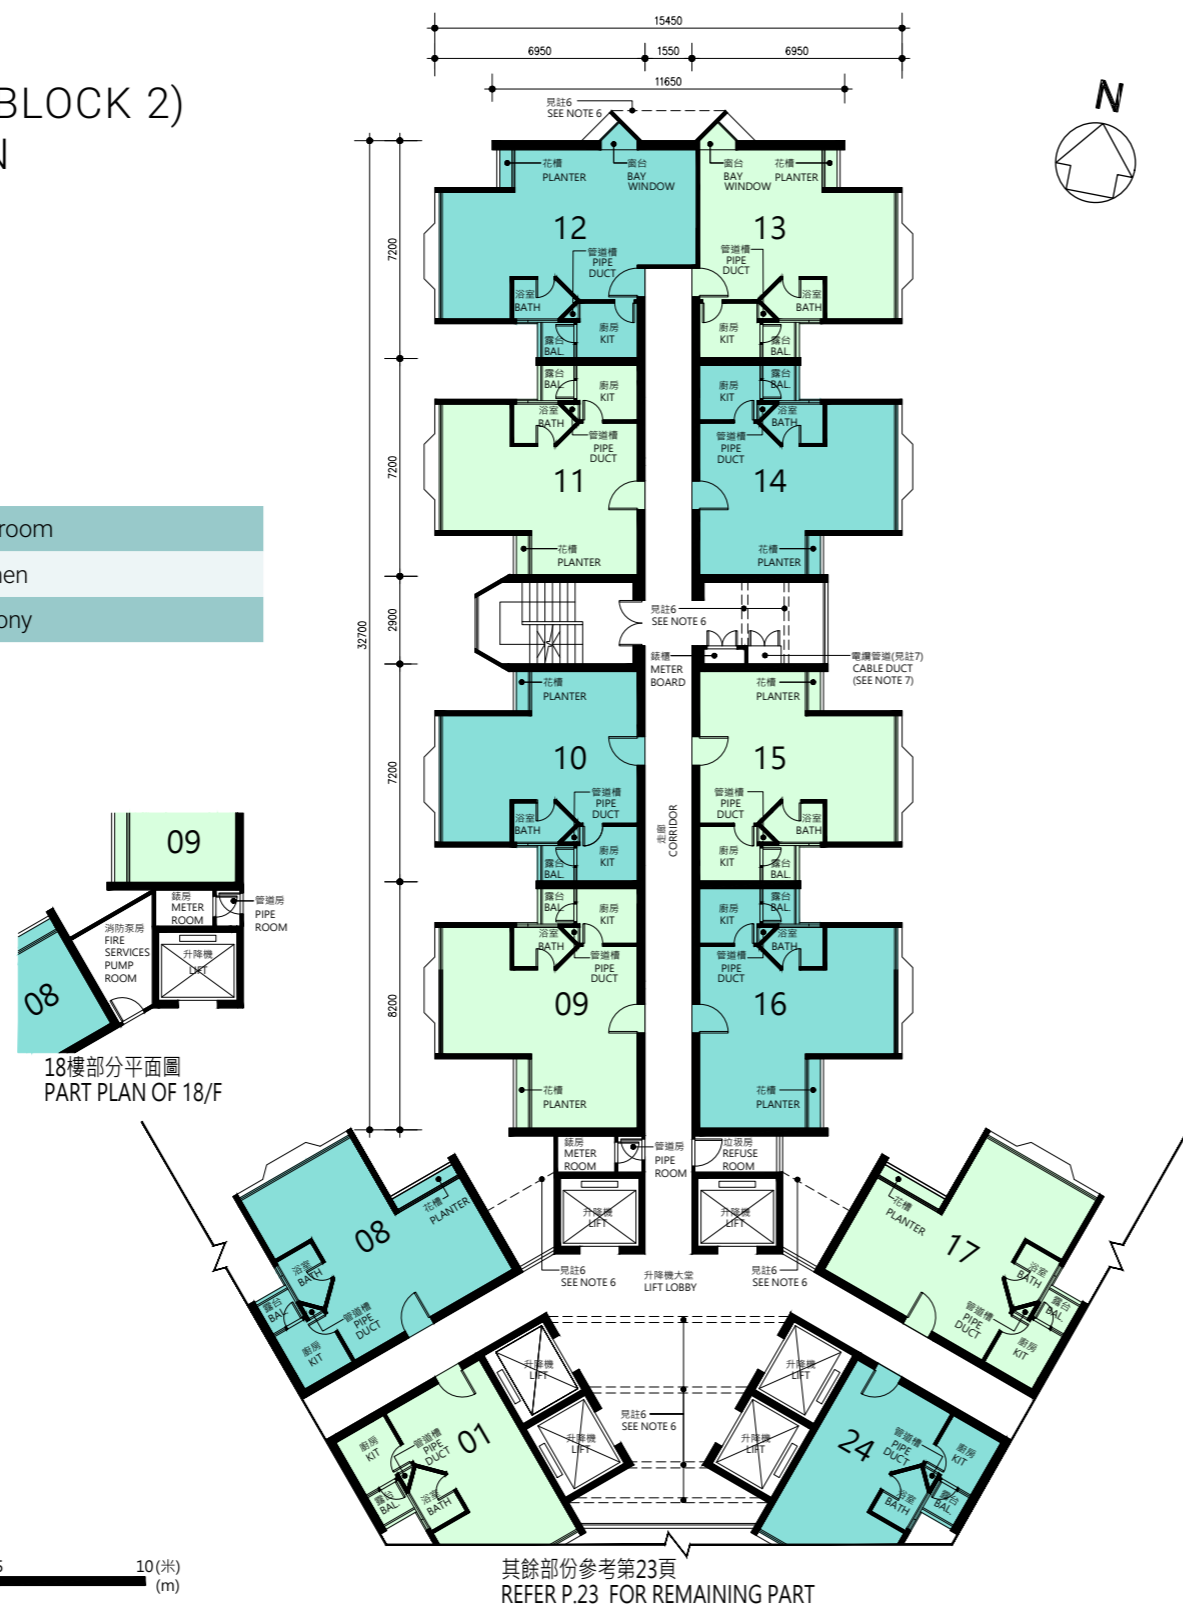 BLOCK 2)
N
15450
6950
1550
6950
11650
見註6
SEE NOTE 6
N
花槽
PLANTER
窗台
BAY
WINDOW
窗台
BAY
WINDOW
花槽
PLANTER
12
13
7200
管道槽
PIPE
DUCT
管道槽
PIPE
DUCT
浴室
BATH
浴室
BATH
廚房
KIT
廚房
KIT
露台
BAL.
露台
BAL.
露台
BAL.
廚房
KIT
廚房
KIT
露台
BAL.
浴室
BATH
浴室
BATH
管道槽
PIPE
DUCT
管道槽
PIPE
DUCT
7200
11
14
花槽
PLANTER
花槽
PLANTER
room
hen
ony
32700
2900
見註6
SEE NOTE 6
錶櫃
METER
BOARD
電纜管道(見註7)
CABLE DUCT
(SEE NOTE 7)
花槽
PLANTER
花槽
PLANTER
10
15
7200
管道槽
PIPE
DUCT
管道槽
PIPE
DUCT
浴室
BATH
浴室
BATH
走廊
CORRIDOR
廚房
KIT
廚房
KIT
露台
BAL.
露台
BAL.
露台
BAL.
廚房
KIT
廚房
KIT
露台
BAL.
浴室
BATH
浴室
BATH
管道槽
PIPE
DUCT
管道槽
PIPE
DUCT
8200
09
16
花槽
PLANTER
花槽
PLANTER
09
錶房
METER
ROOM
管道房
PIPE
ROOM
消防泵房
FIRE
SERVICES
PUMP
ROOM
升降機
LIFT
08
18樓部分平面圖
PART PLAN OF 18/F
錶房
METER
ROOM
管道房
PIPE
ROOM
垃圾房
REFUSE
ROOM
花槽
PLANTER
花槽
PLANTER
升降機
LIFT
升降機
LIFT
08
17
浴室
BATH
浴室
BATH
見註6
SEE NOTE 6
升降機大堂
LIFT LOBBY
見註6
SEE NOTE 6
露台
BAL.
露台
BAL.
管道槽
PIPE
DUCT
管道槽
PIPE
DUCT
廚房
KIT
廚房
KIT
升降機
LIFT
升降機
LIFT
見註6
SEE NOTE 6
升降機
LIFT
升降機
LIFT
01
24
廚房
KIT
管道槽
PIPE
DUCT
管道槽
PIPE
DUCT
廚房
KIT
露台
BAL.
浴室
BATH
浴室
BATH
露台
BAL.
5
10(米)
(m)
其餘部份參考第23頁
REFER P.23 FOR REMAINING PART